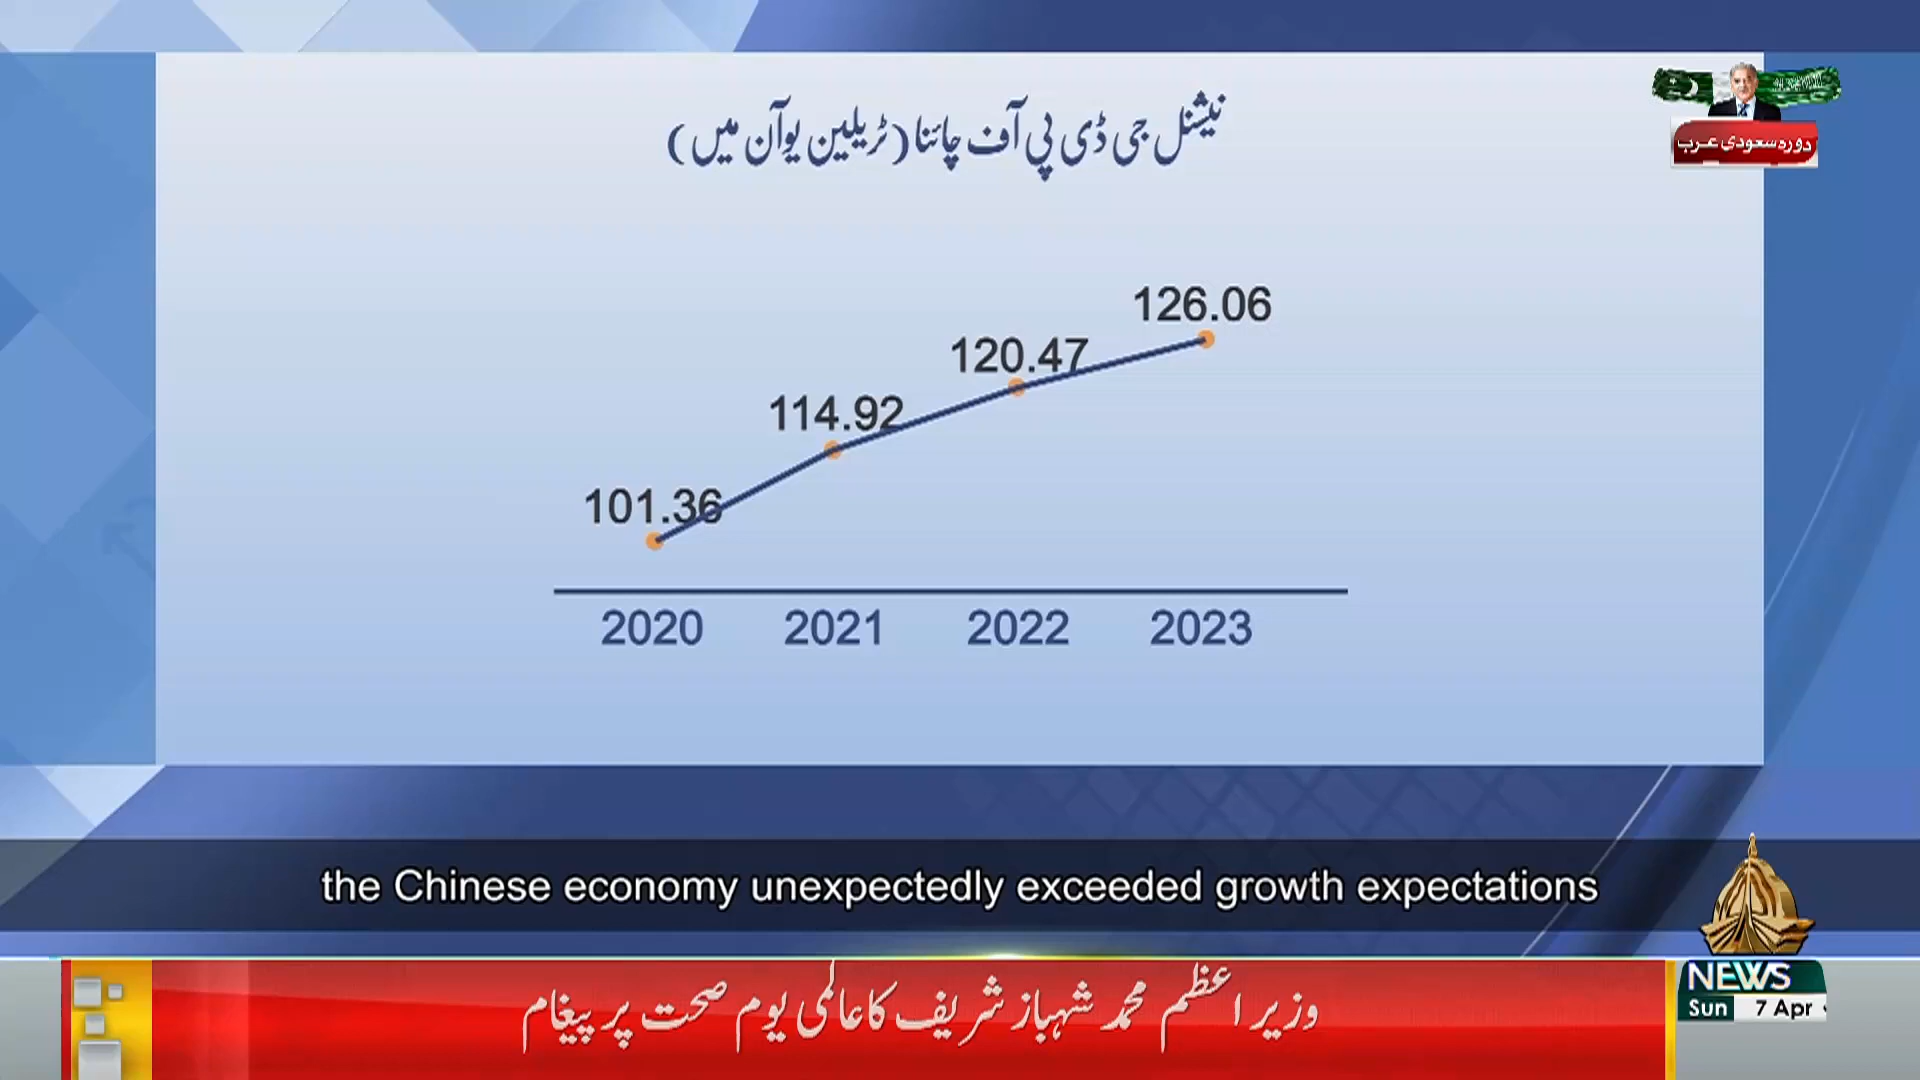 نیشنل جی ڈی پی آف چائنا (ٹریلین یوآن میں)
دورہ سعودی عرب
126.06
120.47
114.92
101.36
2020 2021 2022 2023
the Chinese economy unexpectedly exceeded growth expectations
وزیر اعظم محمد شہباز شریف کا عالمی یوم صحت پر پیغام
NEWS
Sun 7 Apr